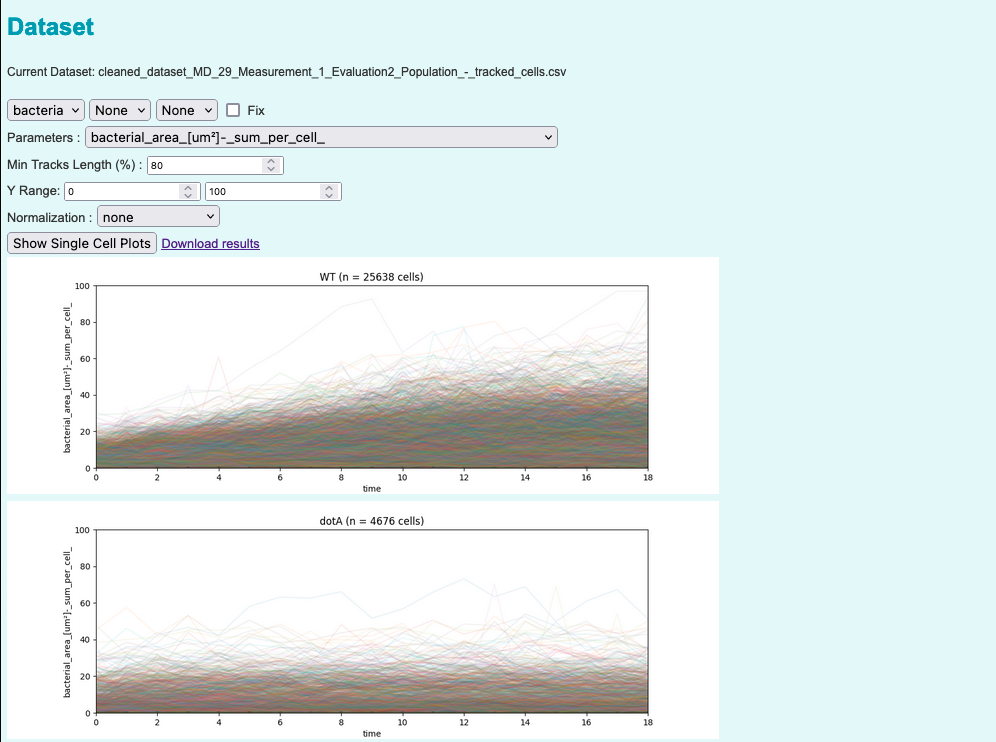 Dataset
Current Dataset: cleaned_dataset_MD_29_Measurement_1_Evaluation2_Population_-_tracked_cells.csv
bacteria None None Fix
Parameters : bacterial_area_[um²]-_sum_per_cell_
Min Tracks Length (%) : 80
Y Range: 0 100
Normalization : none
Show Single Cell Plots Download results
WT (n = 25638 cells)
bacterial_area_[um²]-_sum_per_cell_
100
80
60
40
20
0
0 2 4 6 8 10 12 14 16 18
time
dotA (n = 4676 cells)
bacterial_area_[um²]-_sum_per_cell_
100
80
60
40
20
0
0 2 4 6 8 10 12 14 16 18
time